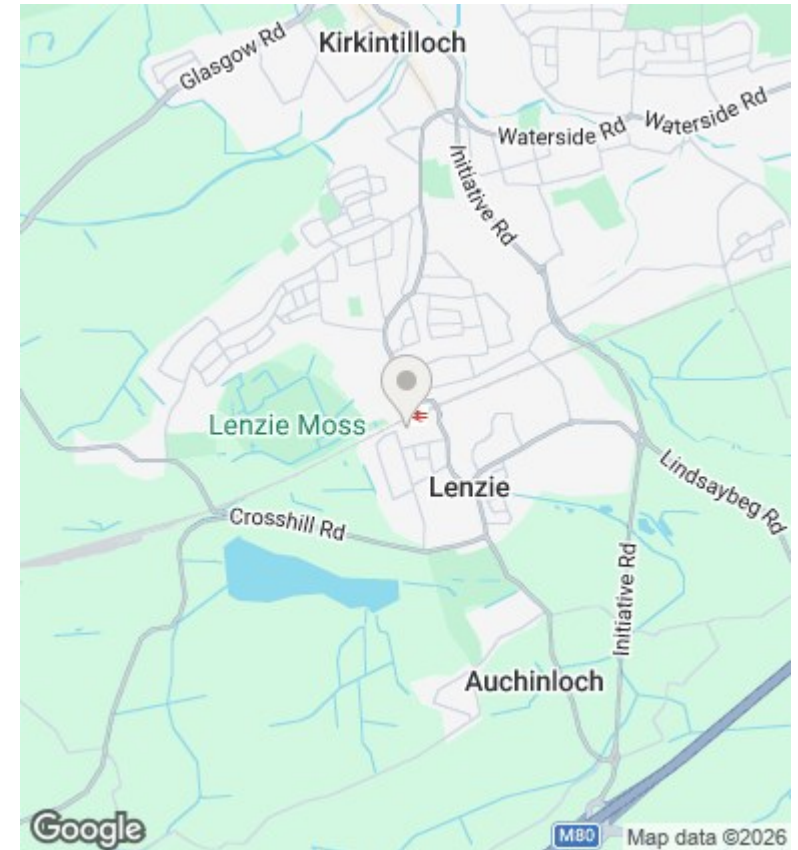 Kirkintilloch
Glasgow Rd
Waterside Rd
Waterside Rd
Initiative Rd
Lenzie Moss
Lenzie
Lindsaybeg Rd
Crosshill Rd
Initiative Rd
Auchinloch
Google
M80
Map data ©2026